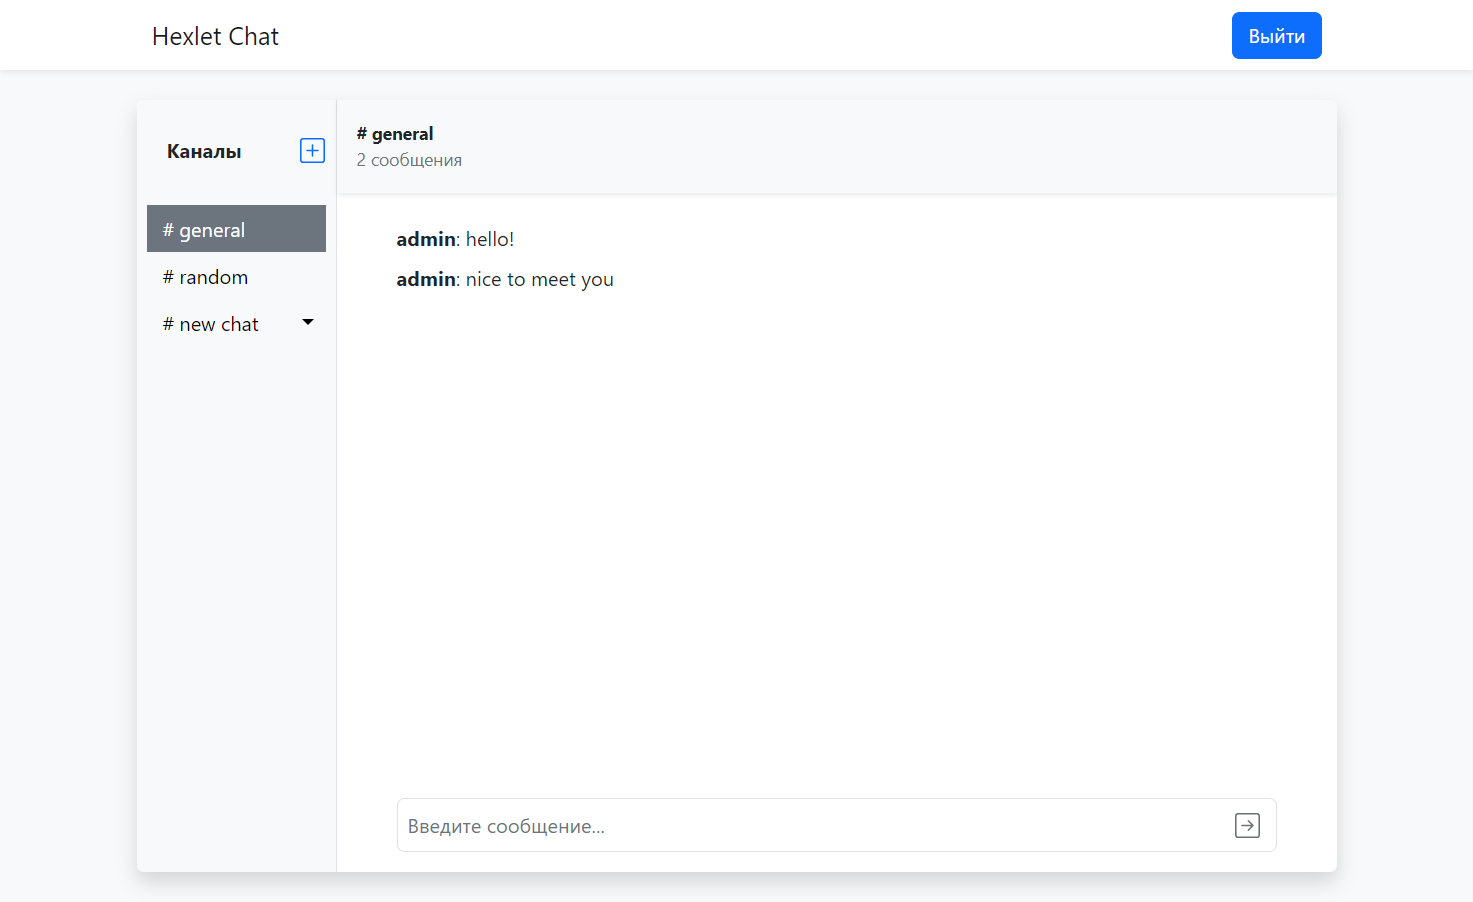 Hexlet Chat
Выйти
Каналы
# general
# random
# new chat
# general
2 сообщения
admin: hello!
admin: nice to meet you
Введите сообщение...